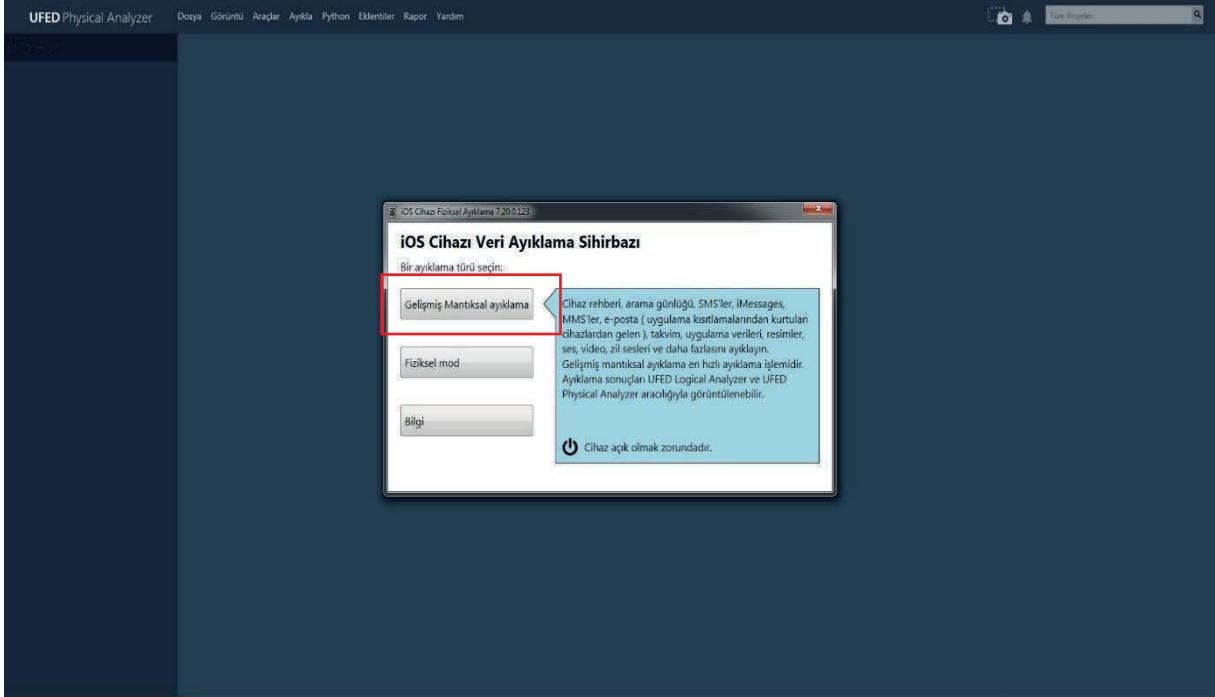 UFED Physical Analyzer
Dosya Görüntü Araçlar Ayıkla Python Eklentiler Rapor Yardım
Tüm Projeler
iOS Cihazı Fiziksel Ayıklama 7.20.0.123
iOS Cihazı Veri Ayıklama Sihirbazı
Bir ayıklama türü seçin:
Gelişmiş Mantıksal ayıklama
Cihaz rehberi, arama günlüğü, SMS'ler, iMessages,
MMS'ler, e-posta ( uygulama kısıtlamalarından kurtulan
cihazlardan gelen ), takvim, uygulama verileri, resimler,
ses, video, zil sesleri ve daha fazlasını ayıklayın.
Gelişmiş mantıksal ayıklama en hızlı ayıklama işlemidir.
Ayıklama sonuçları UFED Logical Analyzer ve UFED
Physical Analyzer aracılığıyla görüntülenebilir.
Fiziksel mod
Bilgi
Cihaz açık olmak zorundadır.